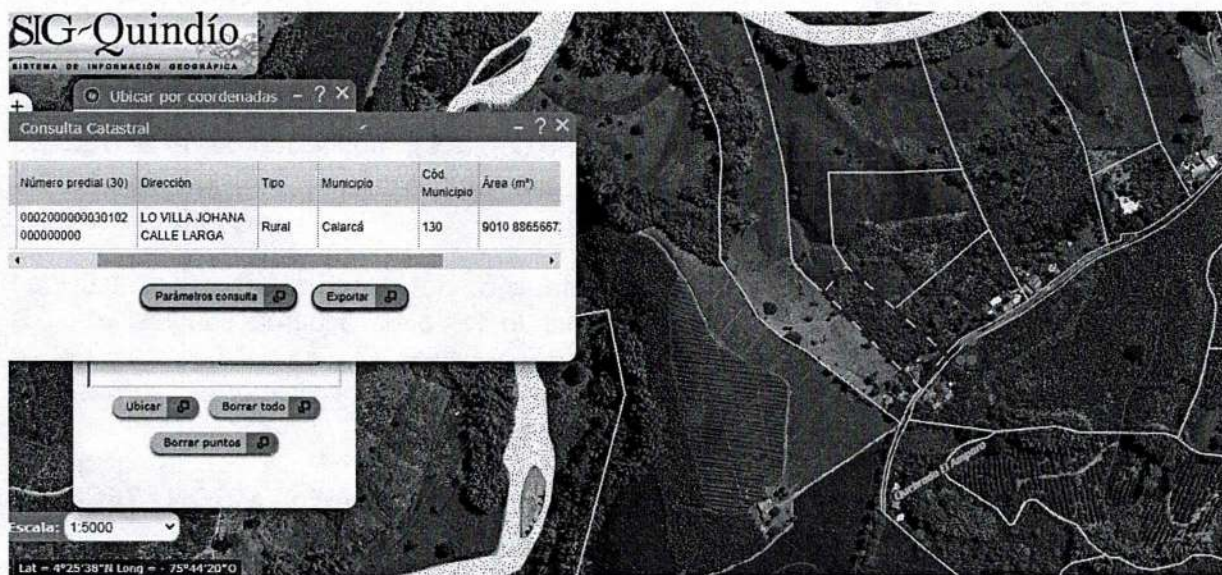 SIG-Quindío
SISTEMA DE INFORMACIÓN GEOGRÁFICA
Ubicar por coordenadas – ? ×
Consulta Catastral – ? ×
Número predial (30) Dirección Tipo Municipio Cód. Municipio Área (m²)
0002000000030102 LO VILLA JOHANA Rural Calarcá 130 9010 8865667:
000000000 CALLE LARGA
Parámetros consulta Exportar
Ubicar Borrar todo
Borrar puntos
Escala: 1:5000
Lat = 4°25'38"N Long = - 75°44'20"O